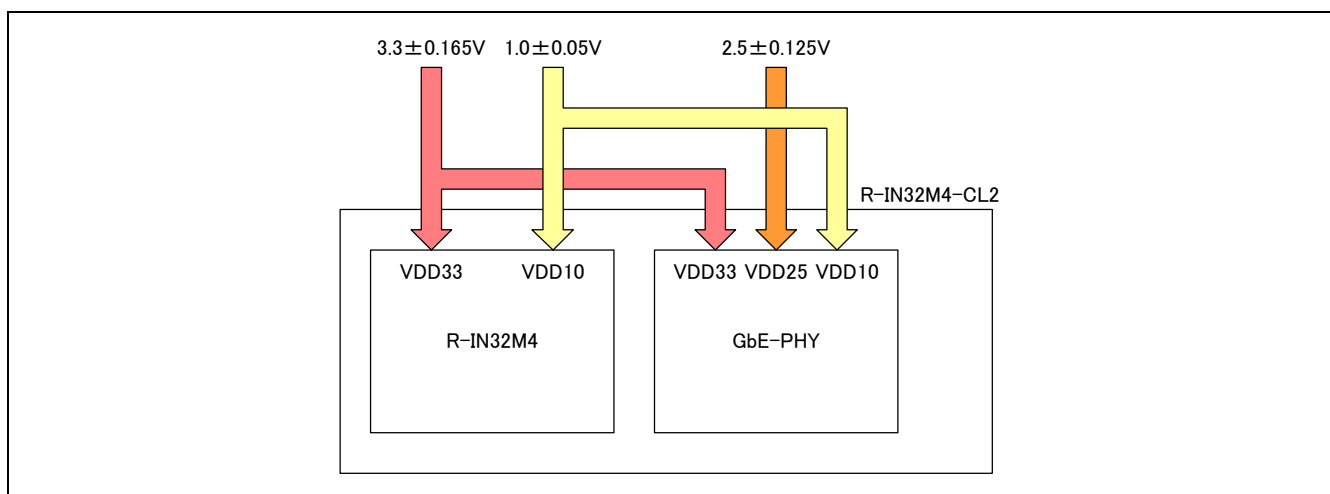 3.3±0.165V 1.0±0.05V 2.5±0.125V
R-IN32M4-CL2
VDD33 VDD10 VDD33 VDD25 VDD10
R-IN32M4 GbE-PHY